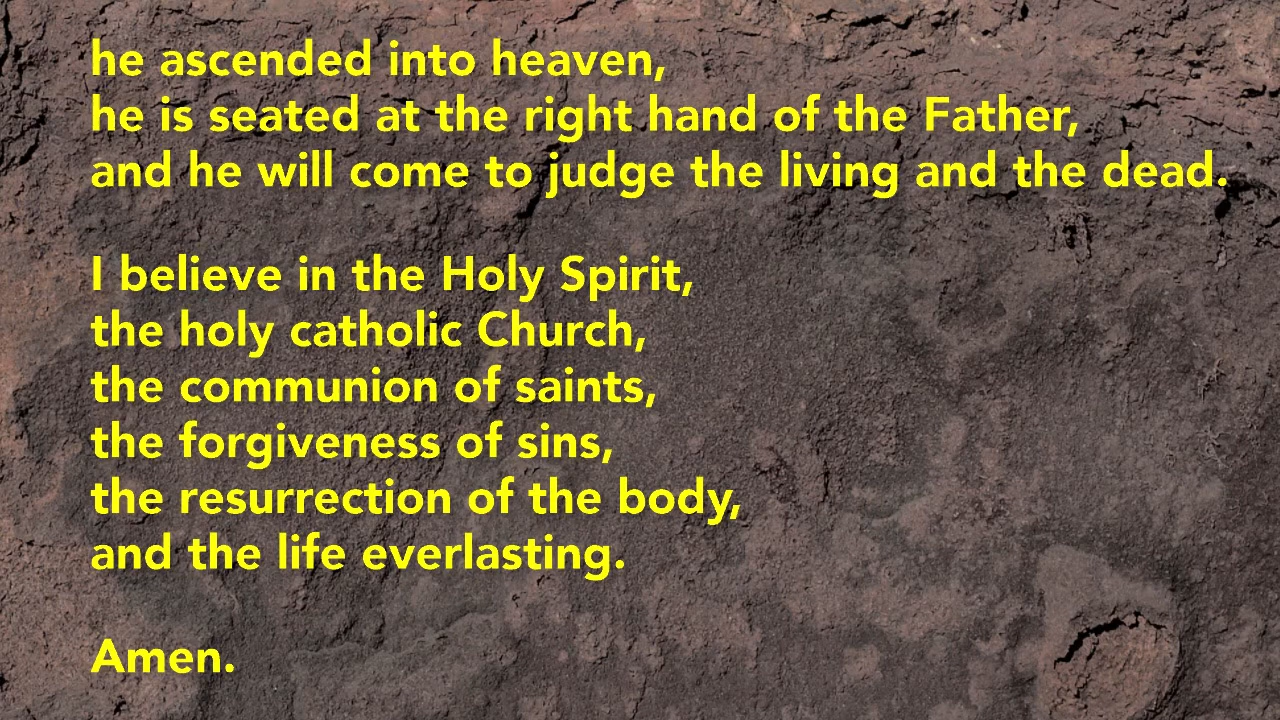 he ascended into heaven,
he is seated at the right hand of the Father,
and he will come to judge the living and the dead.
I believe in the Holy Spirit,
the holy catholic Church,
the communion of saints,
the forgiveness of sins,
the resurrection of the body,
and the life everlasting.
Amen.